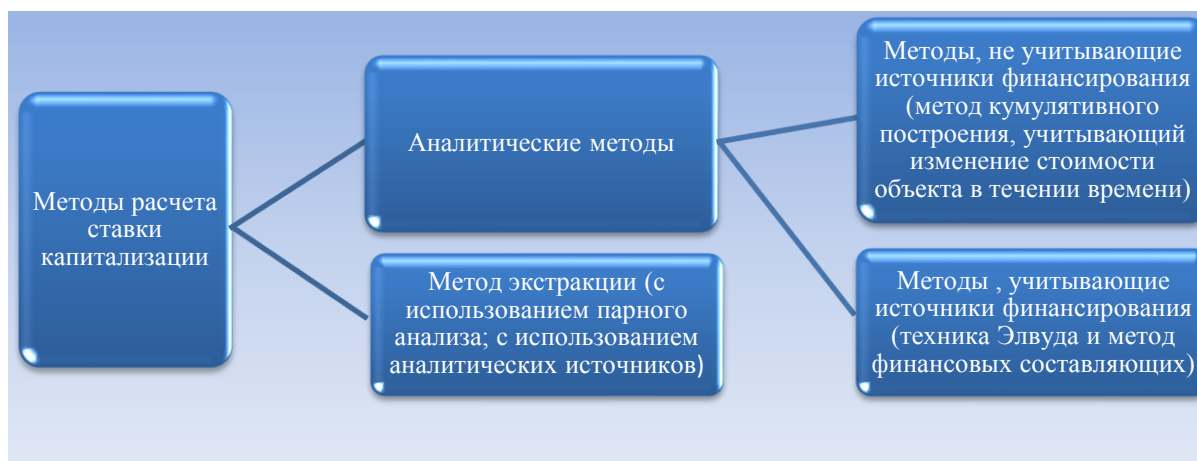 Методы расчета
ставки
капитализации
Аналитические методы
Метод экстракции (с
использованием парного
анализа; с использованием
аналитических источников)
Методы, не учитывающие
источники финансирования
(метод кумулятивного
построения, учитывающий
изменение стоимости
объекта в течении времени)
Методы , учитывающие
источники финансирования
(техника Элвуда и метод
финансовых составляющих)